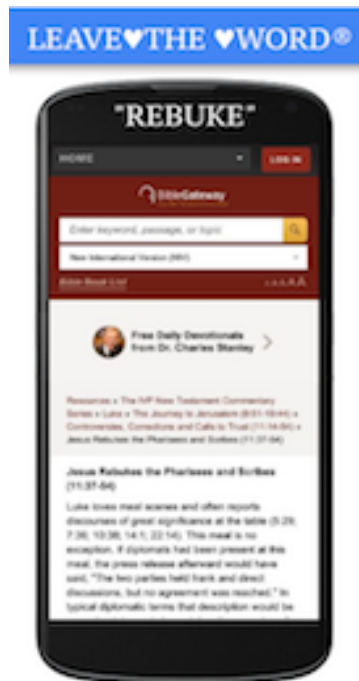 LEAVE♥THE ♥WORD®
"REBUKE"
HOME
LOG IN
BibleGateway
Enter keyword, passage, or topic
New International Version (NIV)
Bible Book List
A A A A A
Free Daily Devotionals
from Dr. Charles Stanley
Resources » The IVP New Testament Commentary
Series » Luke » The Journey to Jerusalem (9:51-19:44) »
Controversies, Corrections and Calls to Trust (11:14-54) »
Jesus Rebukes the Pharisees and Scribes (11:37-54)
Jesus Rebukes the Pharisees and Scribes
(11:37-54)
Luke loves meal scenes and often reports
discourses of great significance at the table (5:29;
7:36; 10:38; 14:1; 22:14). This meal is no
exception. If diplomats had been present at this
meal, the press release afterward would have
said, "The two parties held frank and direct
discussions, but no agreement was reached." In
typical diplomatic terms that description would be